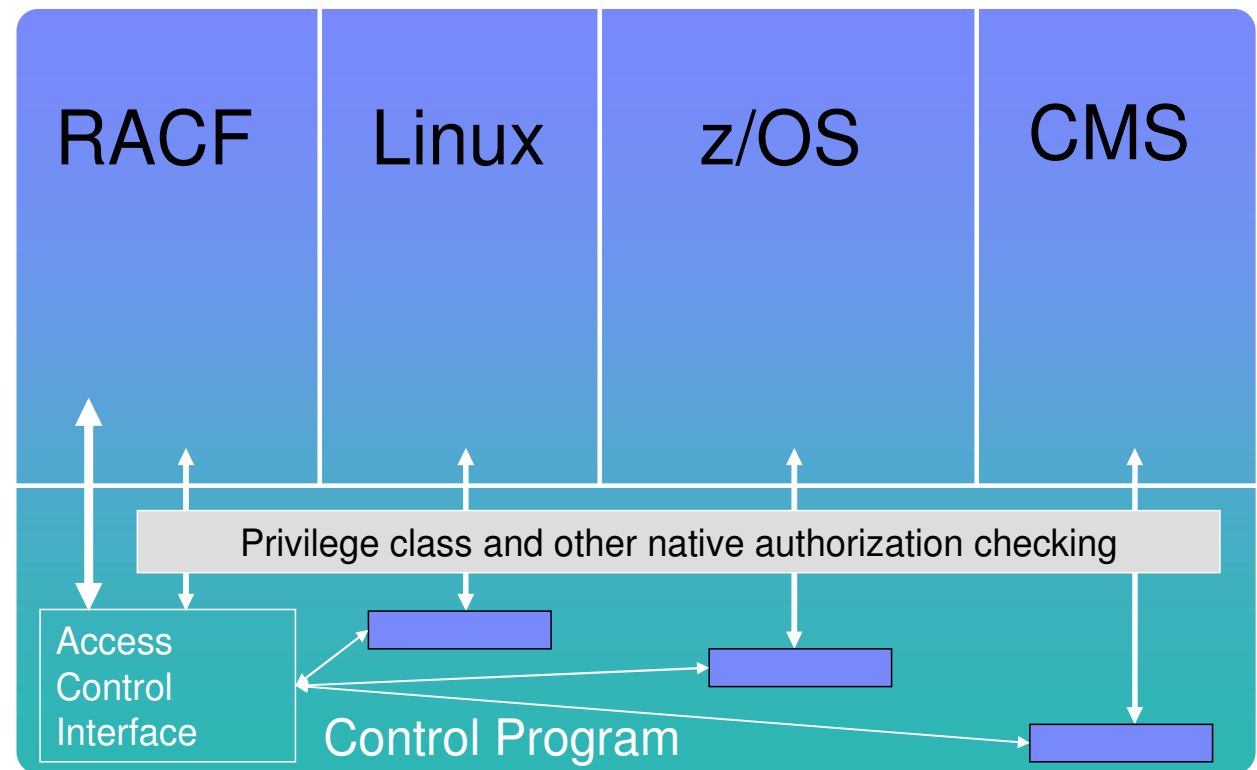 RACF
Linux
z/OS
CMS
Privilege class and other native authorization checking
Access
Control
Interface
Control Program